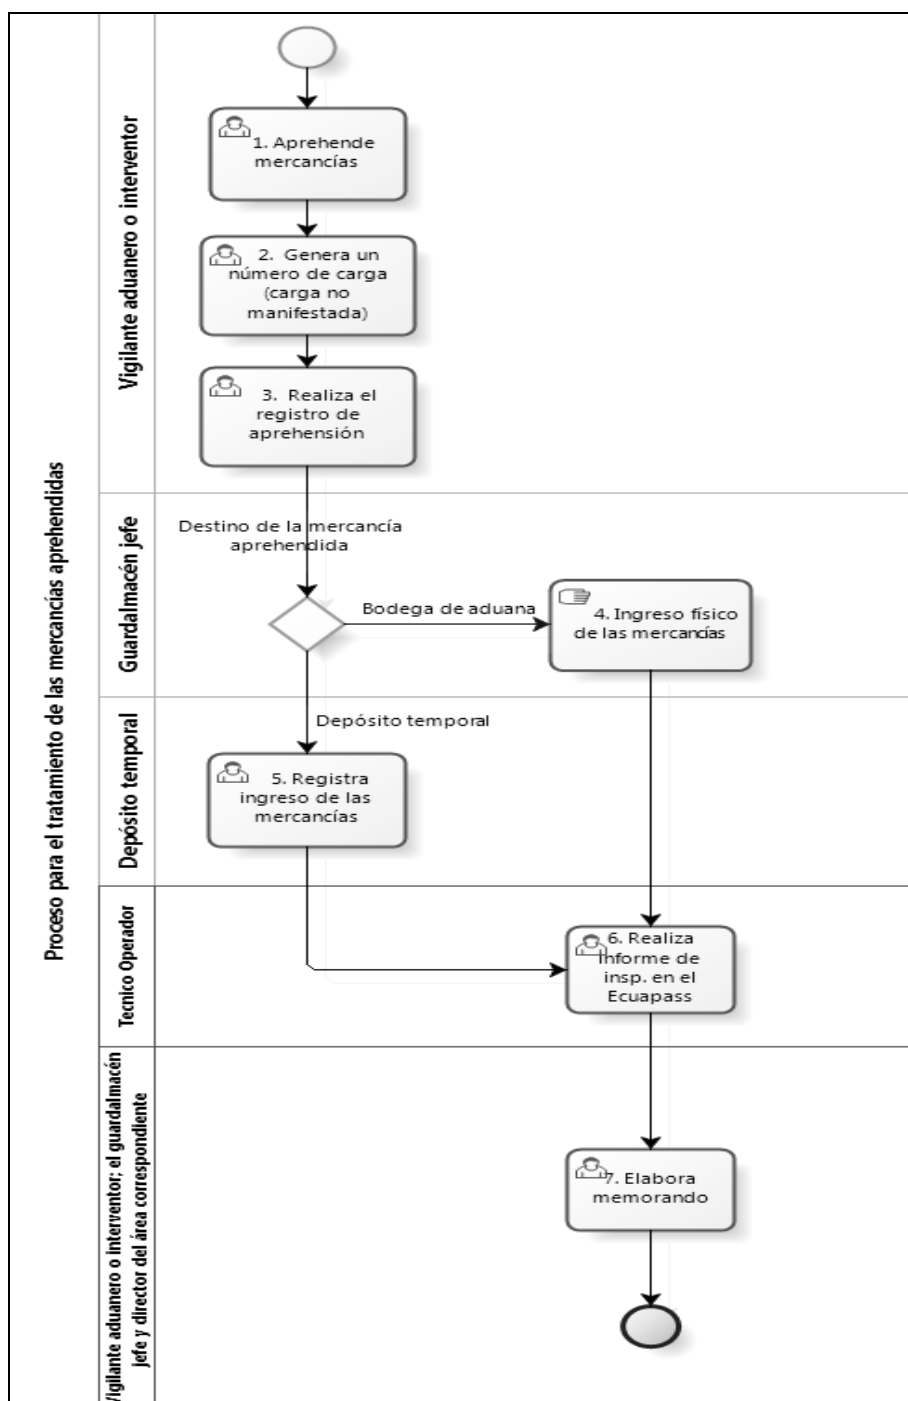 Proceso para el tratamiento de las mercancías aprehendidas
Vigilante aduanero o interventor
1. Aprehende
mercancías
2. Genera un
número de carga
(carga no
manifestada)
3. Realiza el
registro de
aprehensión
Guardalmacén jefe
Destino de la mercancía
aprehendida
Bodega de aduana
4. Ingreso físico
de las mercancías
Depósito temporal
Depósito temporal
5. Registra
ingreso de las
mercancías
Tecnico Operador
6. Realiza
informe de
insp. en el
Ecuapass
Vigilante aduanero o interventor; el guardalmacén
jefe y director del área correspondiente
7. Elabora
memorando